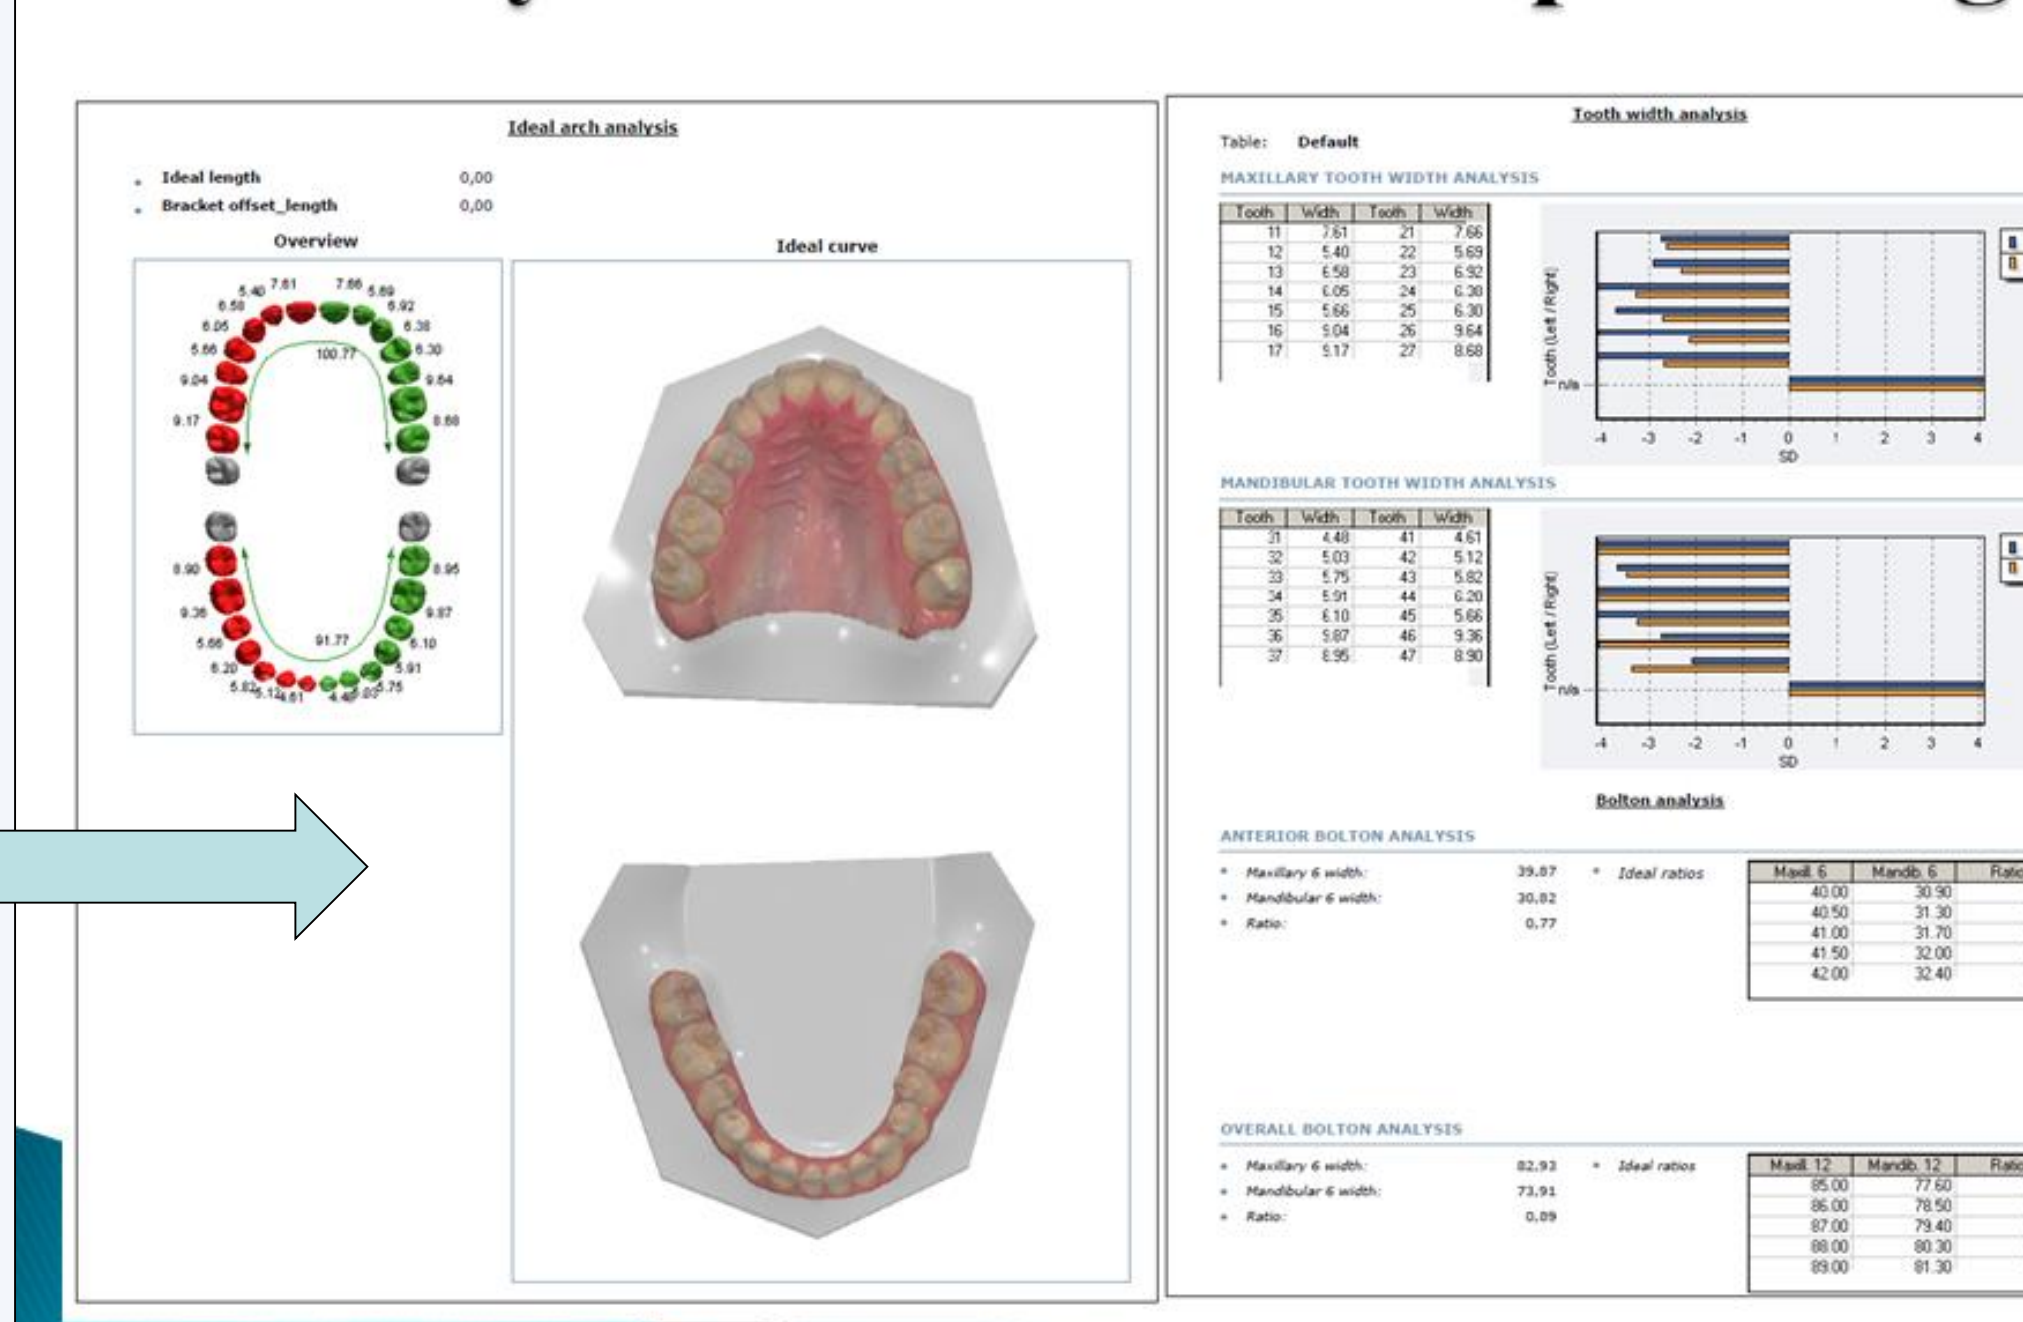 Ideal arch analysis
Ideal length 0,00
Bracket offset_length 0,00
Overview
Ideal curve
5.40 7.61 7.66 5.69
6.58 6.92
6.05 6.38
5.66 6.30
9.04 9.64
9.17 8.68
100.77
8.90 8.95
9.36 9.87
5.66 6.10
6.20 5.91
91.77
5.82 5.12 4.61 4.48 5.03 5.75
Tooth width analysis
Table: Default
MAXILLARY TOOTH WIDTH ANALYSIS
Tooth Width Tooth Width
11 7.61 21 7.66
12 5.40 22 5.69
13 6.58 23 6.92
14 6.05 24 6.38
15 5.66 25 6.30
16 9.04 26 9.64
17 9.17 27 8.68
Tooth (Left / Right)
n/a
-4 -3 -2 -1 0 1 2 3 4
SD
MANDIBULAR TOOTH WIDTH ANALYSIS
Tooth Width Tooth Width
31 4.48 41 4.61
32 5.03 42 5.12
33 5.75 43 5.82
34 5.91 44 6.20
35 6.10 45 5.66
36 9.87 46 9.36
37 8.95 47 8.90
Tooth (Left / Right)
n/a
-4 -3 -2 -1 0 1 2 3 4
SD
Bolton analysis
ANTERIOR BOLTON ANALYSIS
Maxillary 6 width: 39.87
Mandibular 6 width: 30.82
Ratio: 0.77
Ideal ratios
Maxill. 6 Mandib. 6 Ratio
40.00 30.90
40.50 31.30
41.00 31.70
41.50 32.00
42.00 32.40
OVERALL BOLTON ANALYSIS
Maxillary 6 width: 82.93
Mandibular 6 width: 73.91
Ratio: 0.89
Ideal ratios
Maxill. 12 Mandib. 12 Ratio
85.00 77.60
86.00 78.50
87.00 79.40
88.00 80.30
89.00 81.30